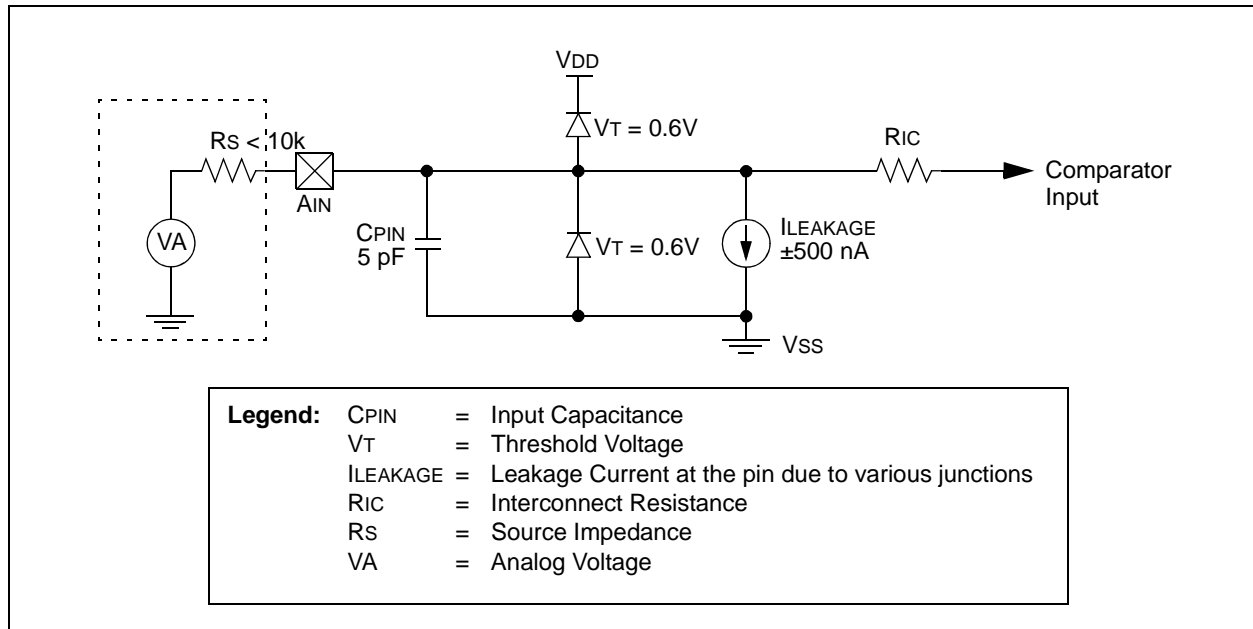 VDD
VT = 0.6V
RS < 10k
RIC
AIN
Comparator
Input
VA
CPIN
5 pF
VT = 0.6V
ILEAKAGE
±500 nA
VSS
Legend: CPIN = Input Capacitance
VT = Threshold Voltage
ILEAKAGE = Leakage Current at the pin due to various junctions
RIC = Interconnect Resistance
RS = Source Impedance
VA = Analog Voltage